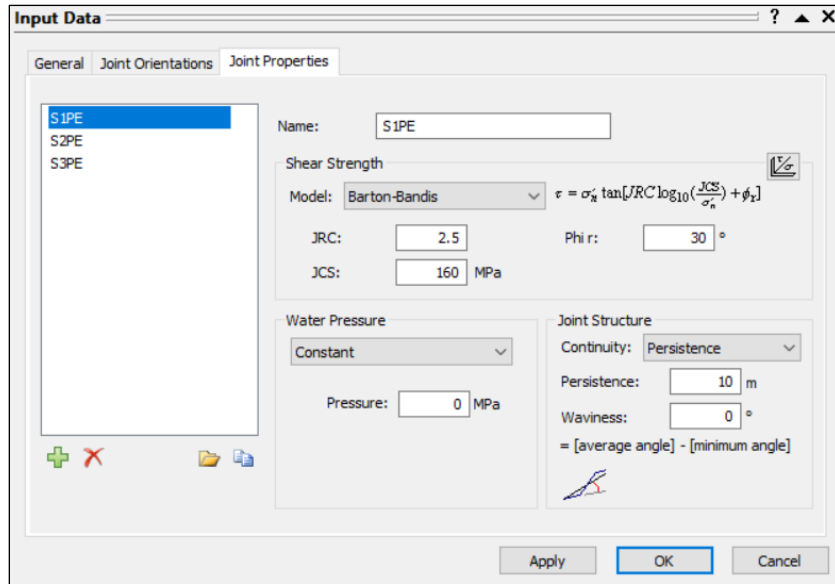 Input Data ? ▲ X
General Joint Orientations Joint Properties
S1PE
S2PE
S3PE
Name: S1PE
Shear Strength
τ/σ
Model: Barton-Bandis τ = σ'ₙ tan[JRC log₁₀(JCS/σ'ₙ) + ϕᵣ]
JRC: 2.5 Phi r: 30 °
JCS: 160 MPa
Water Pressure
Constant
Pressure: 0 MPa
Joint Structure
Continuity: Persistence
Persistence: 10 m
Waviness: 0 °
= [average angle] - [minimum angle]
Apply OK Cancel